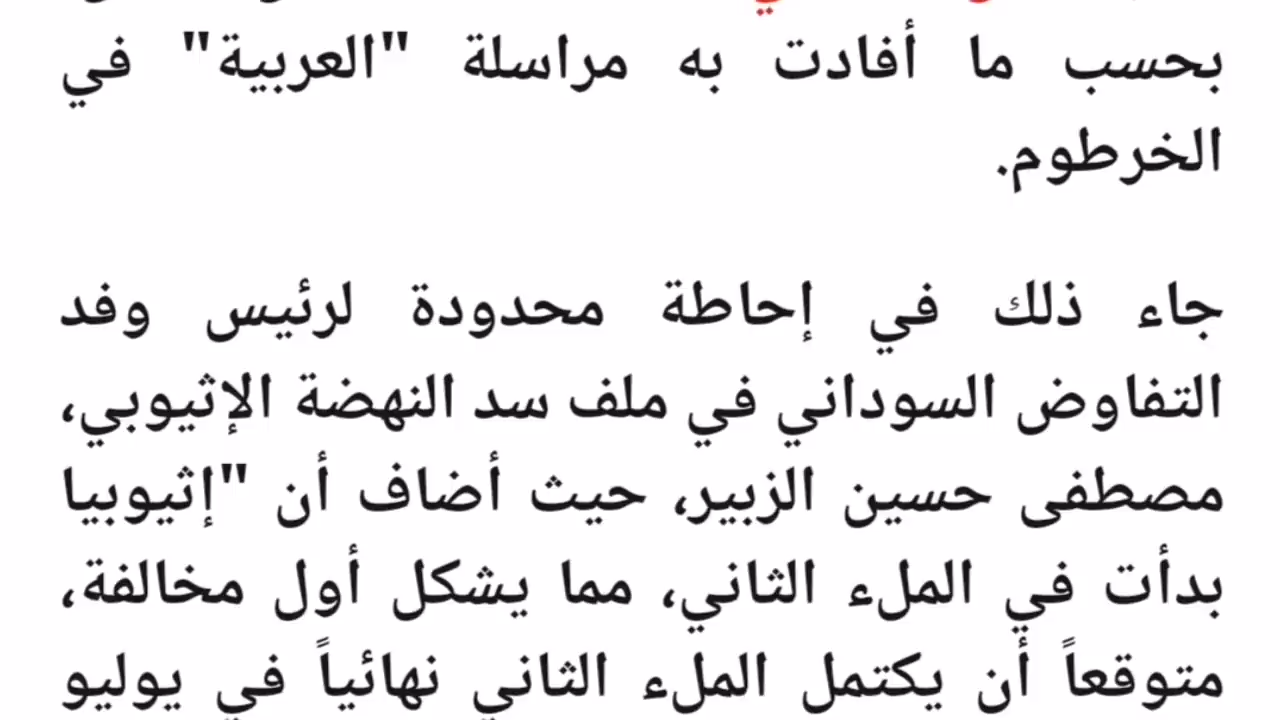 بحسب ما أفادت به مراسلة "العربية" في
الخرطوم.
جاء ذلك في إحاطة محدودة لرئيس وفد
التفاوض السوداني في ملف سد النهضة الإثيوبي،
مصطفى حسين الزبير، حيث أضاف أن "إثيوبيا
بدأت في الملء الثاني، مما يشكل أول مخالفة،
متوقعاً أن يكتمل الملء الثاني نهائياً في يوليو